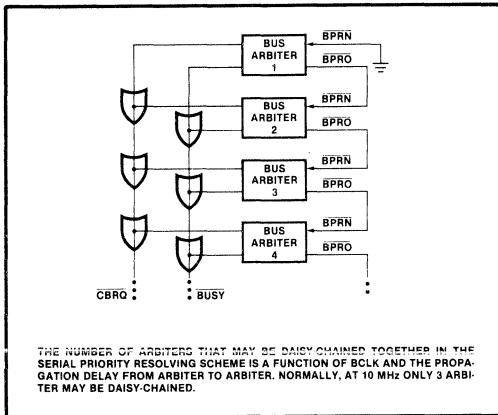 BUS ARBITER 1
BPRN
BPRO
BUS ARBITER 2
BPRN
BPRO
BUS ARBITER 3
BPRN
BPRO
BUS ARBITER 4
BPRN
BPRO
CBRQ
BUSY
THE NUMBER OF ARBITERS THAT MAY BE DAISY-CHAINED TOGETHER IN THE
SERIAL PRIORITY RESOLVING SCHEME IS A FUNCTION OF BCLK AND THE PROPA-
GATION DELAY FROM ARBITER TO ARBITER. NORMALLY, AT 10 MHz ONLY 3 ARBI-
TER MAY BE DAISY-CHAINED.